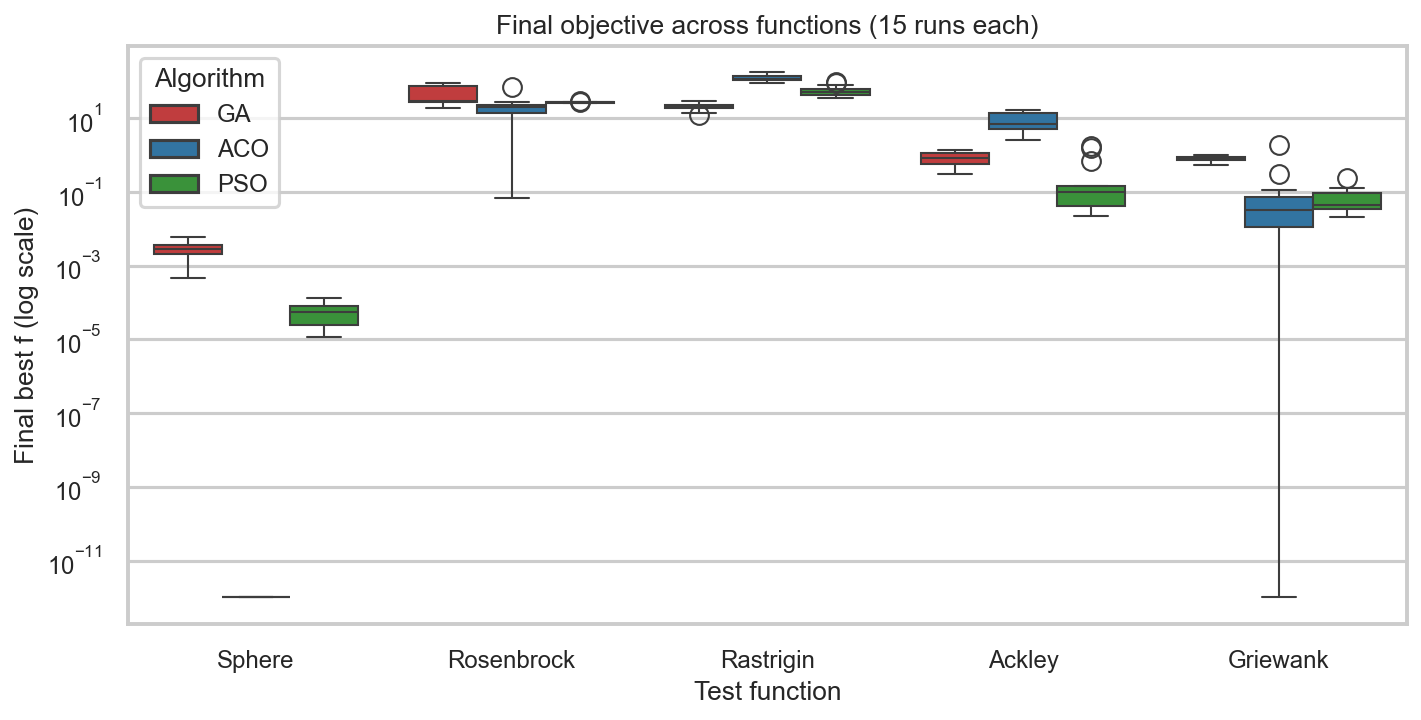 Final objective across functions (15 runs each)
Algorithm
GA
ACO
PSO
10^1
10^−1
10^−3
10^−5
10^−7
10^−9
10^−11
Final best f (log scale)
Sphere Rosenbrock Rastrigin Ackley Griewank
Test function